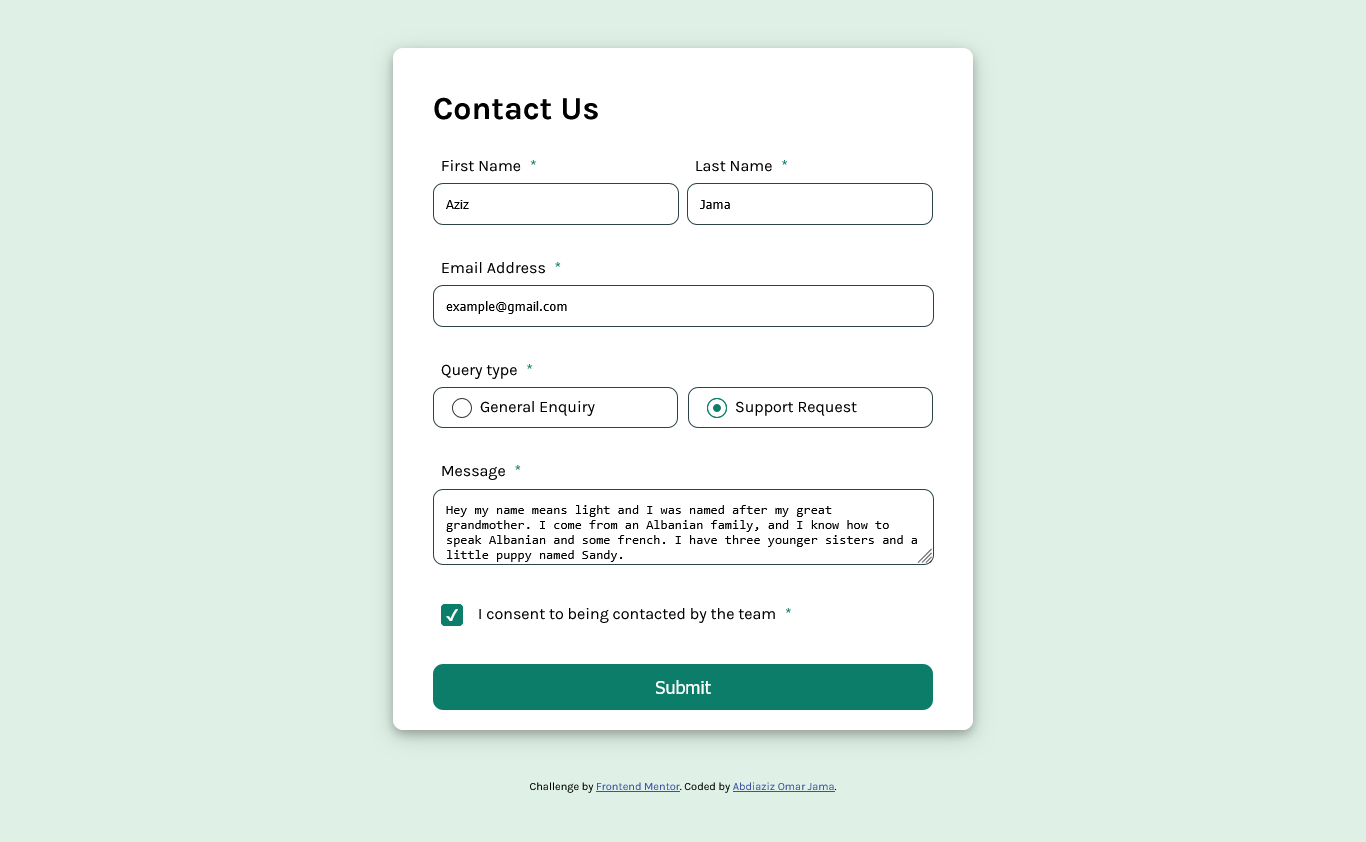 Contact Us
First Name *
Last Name *
Aziz
Jama
Email Address *
example@gmail.com
Query type *
General Enquiry
Support Request
Message *
Hey my name means light and I was named after my great
grandmother. I come from an Albanian family, and I know how to
speak Albanian and some french. I have three younger sisters and a
little puppy named Sandy.
I consent to being contacted by the team *
Submit
Challenge by Frontend Mentor. Coded by Abdiaziz Omar Jama.